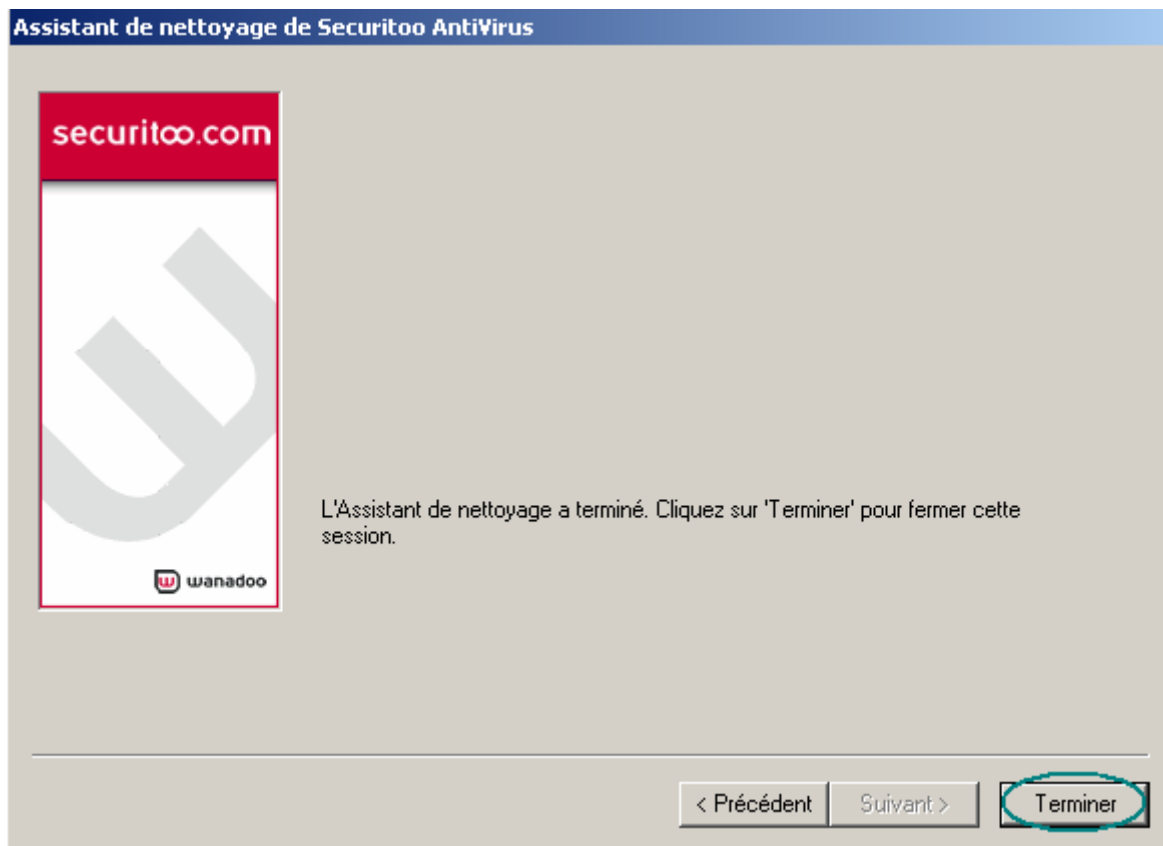 Assistant de nettoyage de Securitoo AntiVirus
securitoo.com
L'Assistant de nettoyage a terminé. Cliquez sur 'Terminer' pour fermer cette
session.
wanadoo
< Précédent
Suivant >
Terminer